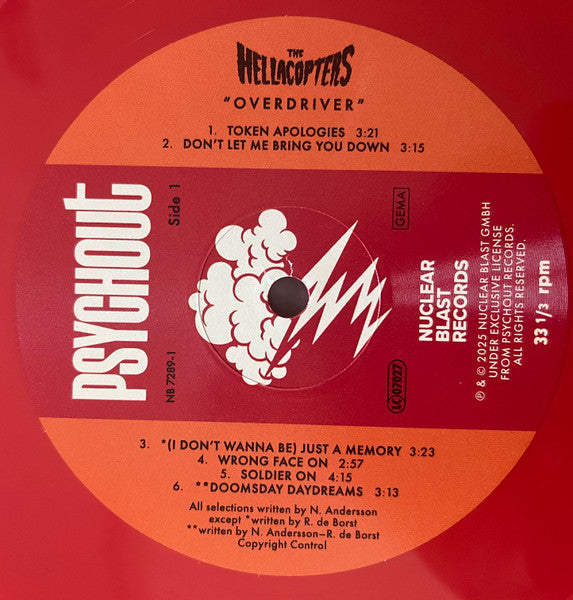 THE
HELLACOPTERS
"OVERDRIVER"
1. TOKEN APOLOGIES 3:21
2. DON'T LET ME BRING YOU DOWN 3:15
PSYCHOUT
Side 1
NB 7289-1
GEMA
LC 07027
NUCLEAR
BLAST
RECORDS
℗ & © 2025 NUCLEAR BLAST GMBH
UNDER EXCLUSIVE LICENSE
FROM PSYCHOUT RECORDS.
ALL RIGHTS RESERVED.
33 1/3 rpm
3. *(I DON'T WANNA BE) JUST A MEMORY 3:23
4. WRONG FACE ON 2:57
5. SOLDIER ON 4:15
6. **DOOMSDAY DAYDREAMS 3:13
All selections written by N. Andersson
except *written by R. de Borst
**written by N. Andersson–R. de Borst
Copyright Control